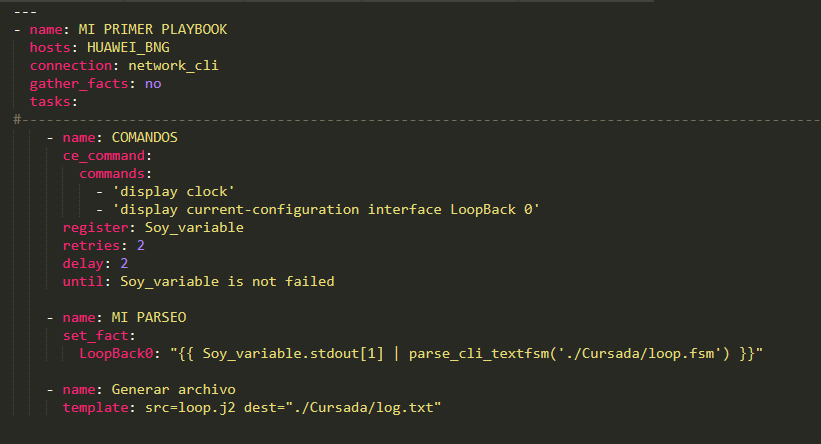 ---
- name: MI PRIMER PLAYBOOK
  hosts: HUAWEI_BNG
  connection: network_cli
  gather_facts: no
  tasks:
#--------------------------------------------------------------------------------------------------
    - name: COMANDOS
      ce_command:
        commands:
          - 'display clock'
          - 'display current-configuration interface LoopBack 0'
      register: Soy_variable
      retries: 2
      delay: 2
      until: Soy_variable is not failed

    - name: MI PARSEO
      set_fact:
        LoopBack0: "{{ Soy_variable.stdout[1] | parse_cli_textfsm('./Cursada/loop.fsm') }}"

    - name: Generar archivo
      template: src=loop.j2 dest="./Cursada/log.txt"